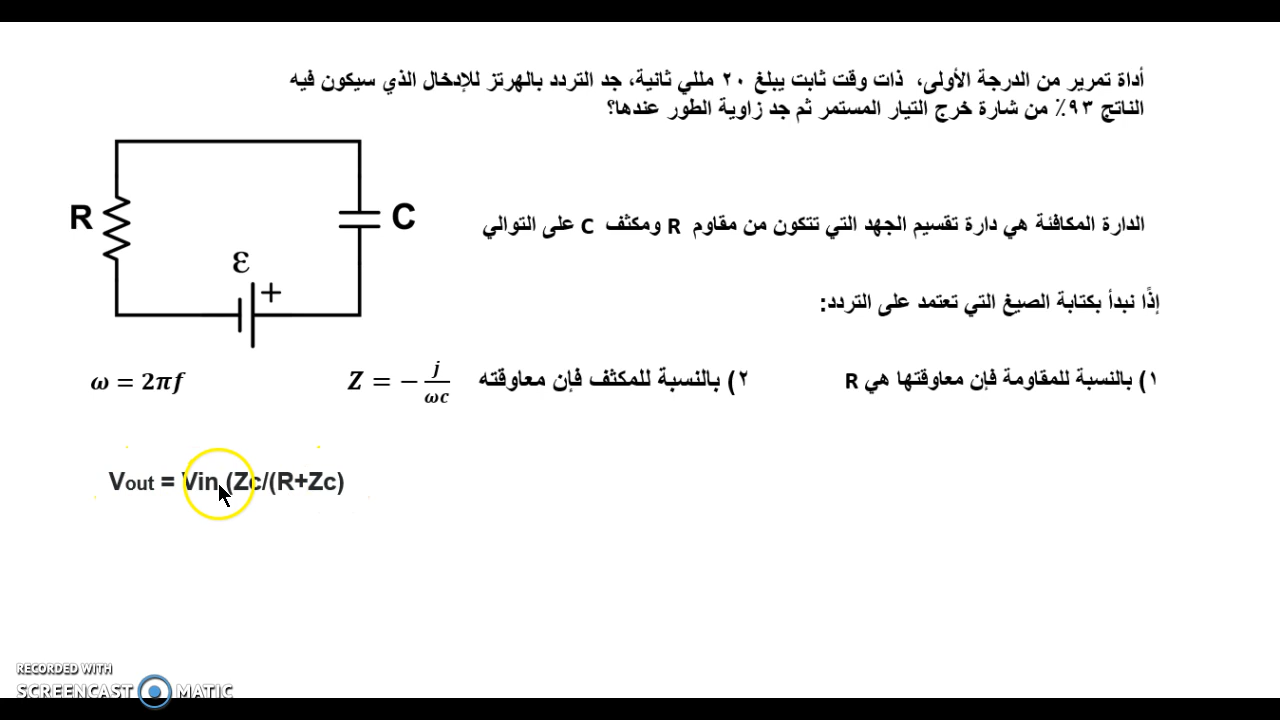 أداة تمرير من الدرجة الأولى، ذات وقت ثابت يبلغ ٢٠ مللي ثانية، جد التردد بالهرتز للإدخال الذي سيكون فيه
الناتج ٩٣٪ من شارة خرج التيار المستمر ثم جد زاوية الطور عندها؟
R
C
ε
+
الدارة المكافئة هي دارة تقسيم الجهد التي تتكون من مقاوم R ومكثف C على التوالي
إذًا نبدأ بكتابة الصيغ التي تعتمد على التردد:
١) بالنسبة للمقاومة فإن معاوقتها هي R
٢) بالنسبة للمكثف فإن معاوقته Z = − j/ωc
ω = 2πf
Vout = Vin (Zc/(R+Zc)
RECORDED WITH
SCREENCAST MATIC